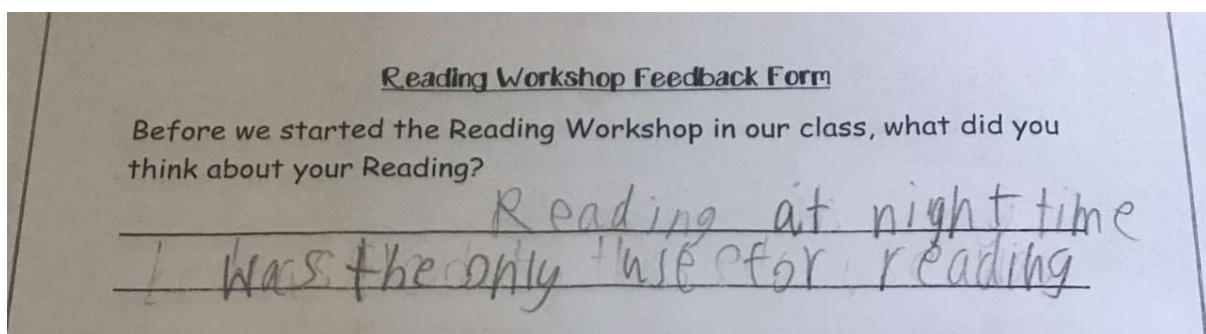 Reading Workshop Feedback Form
Before we started the Reading Workshop in our class, what did you
think about your Reading?
Reading at night time
was the only use for reading